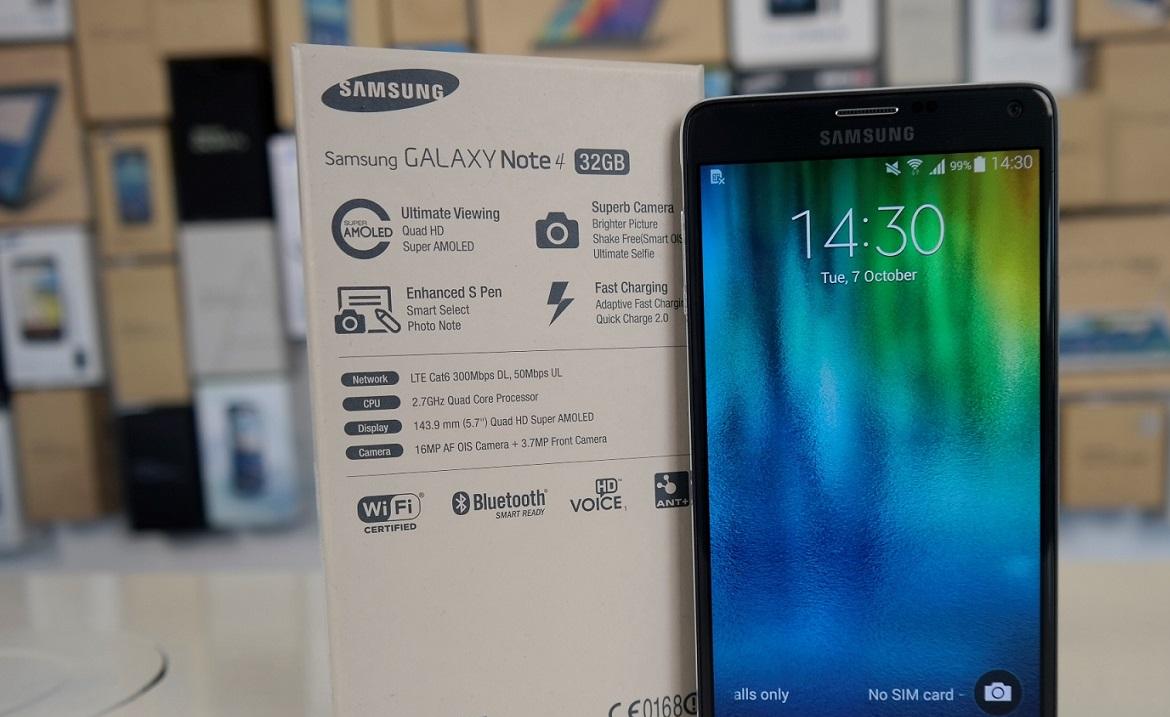 SAMSUNG
Samsung GALAXY Note 4 32GB
SUPER AMOLED
Ultimate Viewing
Quad HD
Super AMOLED
Superb Camera
Brighter Picture
Shake Free(Smart OIS
Ultimate Selfie
Enhanced S Pen
Smart Select
Photo Note
Fast Charging
Adaptive Fast
Quick Charge 2.0
Network LTE Cat6 300Mbps DL, 50Mbps UL
CPU 2.7GHz Quad Core Processor
Display 143.9 mm (5.7") Quad HD Super AMOLED
Camera 16MP AF OIS Camera + 3.7MP Front Camera
Wi Fi ®
CERTIFIED
Bluetooth®
SMART READY
HD™
VOICE
ANT+
CE0168
SAMSUNG
99% 14:30
14:30
Tue, 7 October
alls only No SIM card -